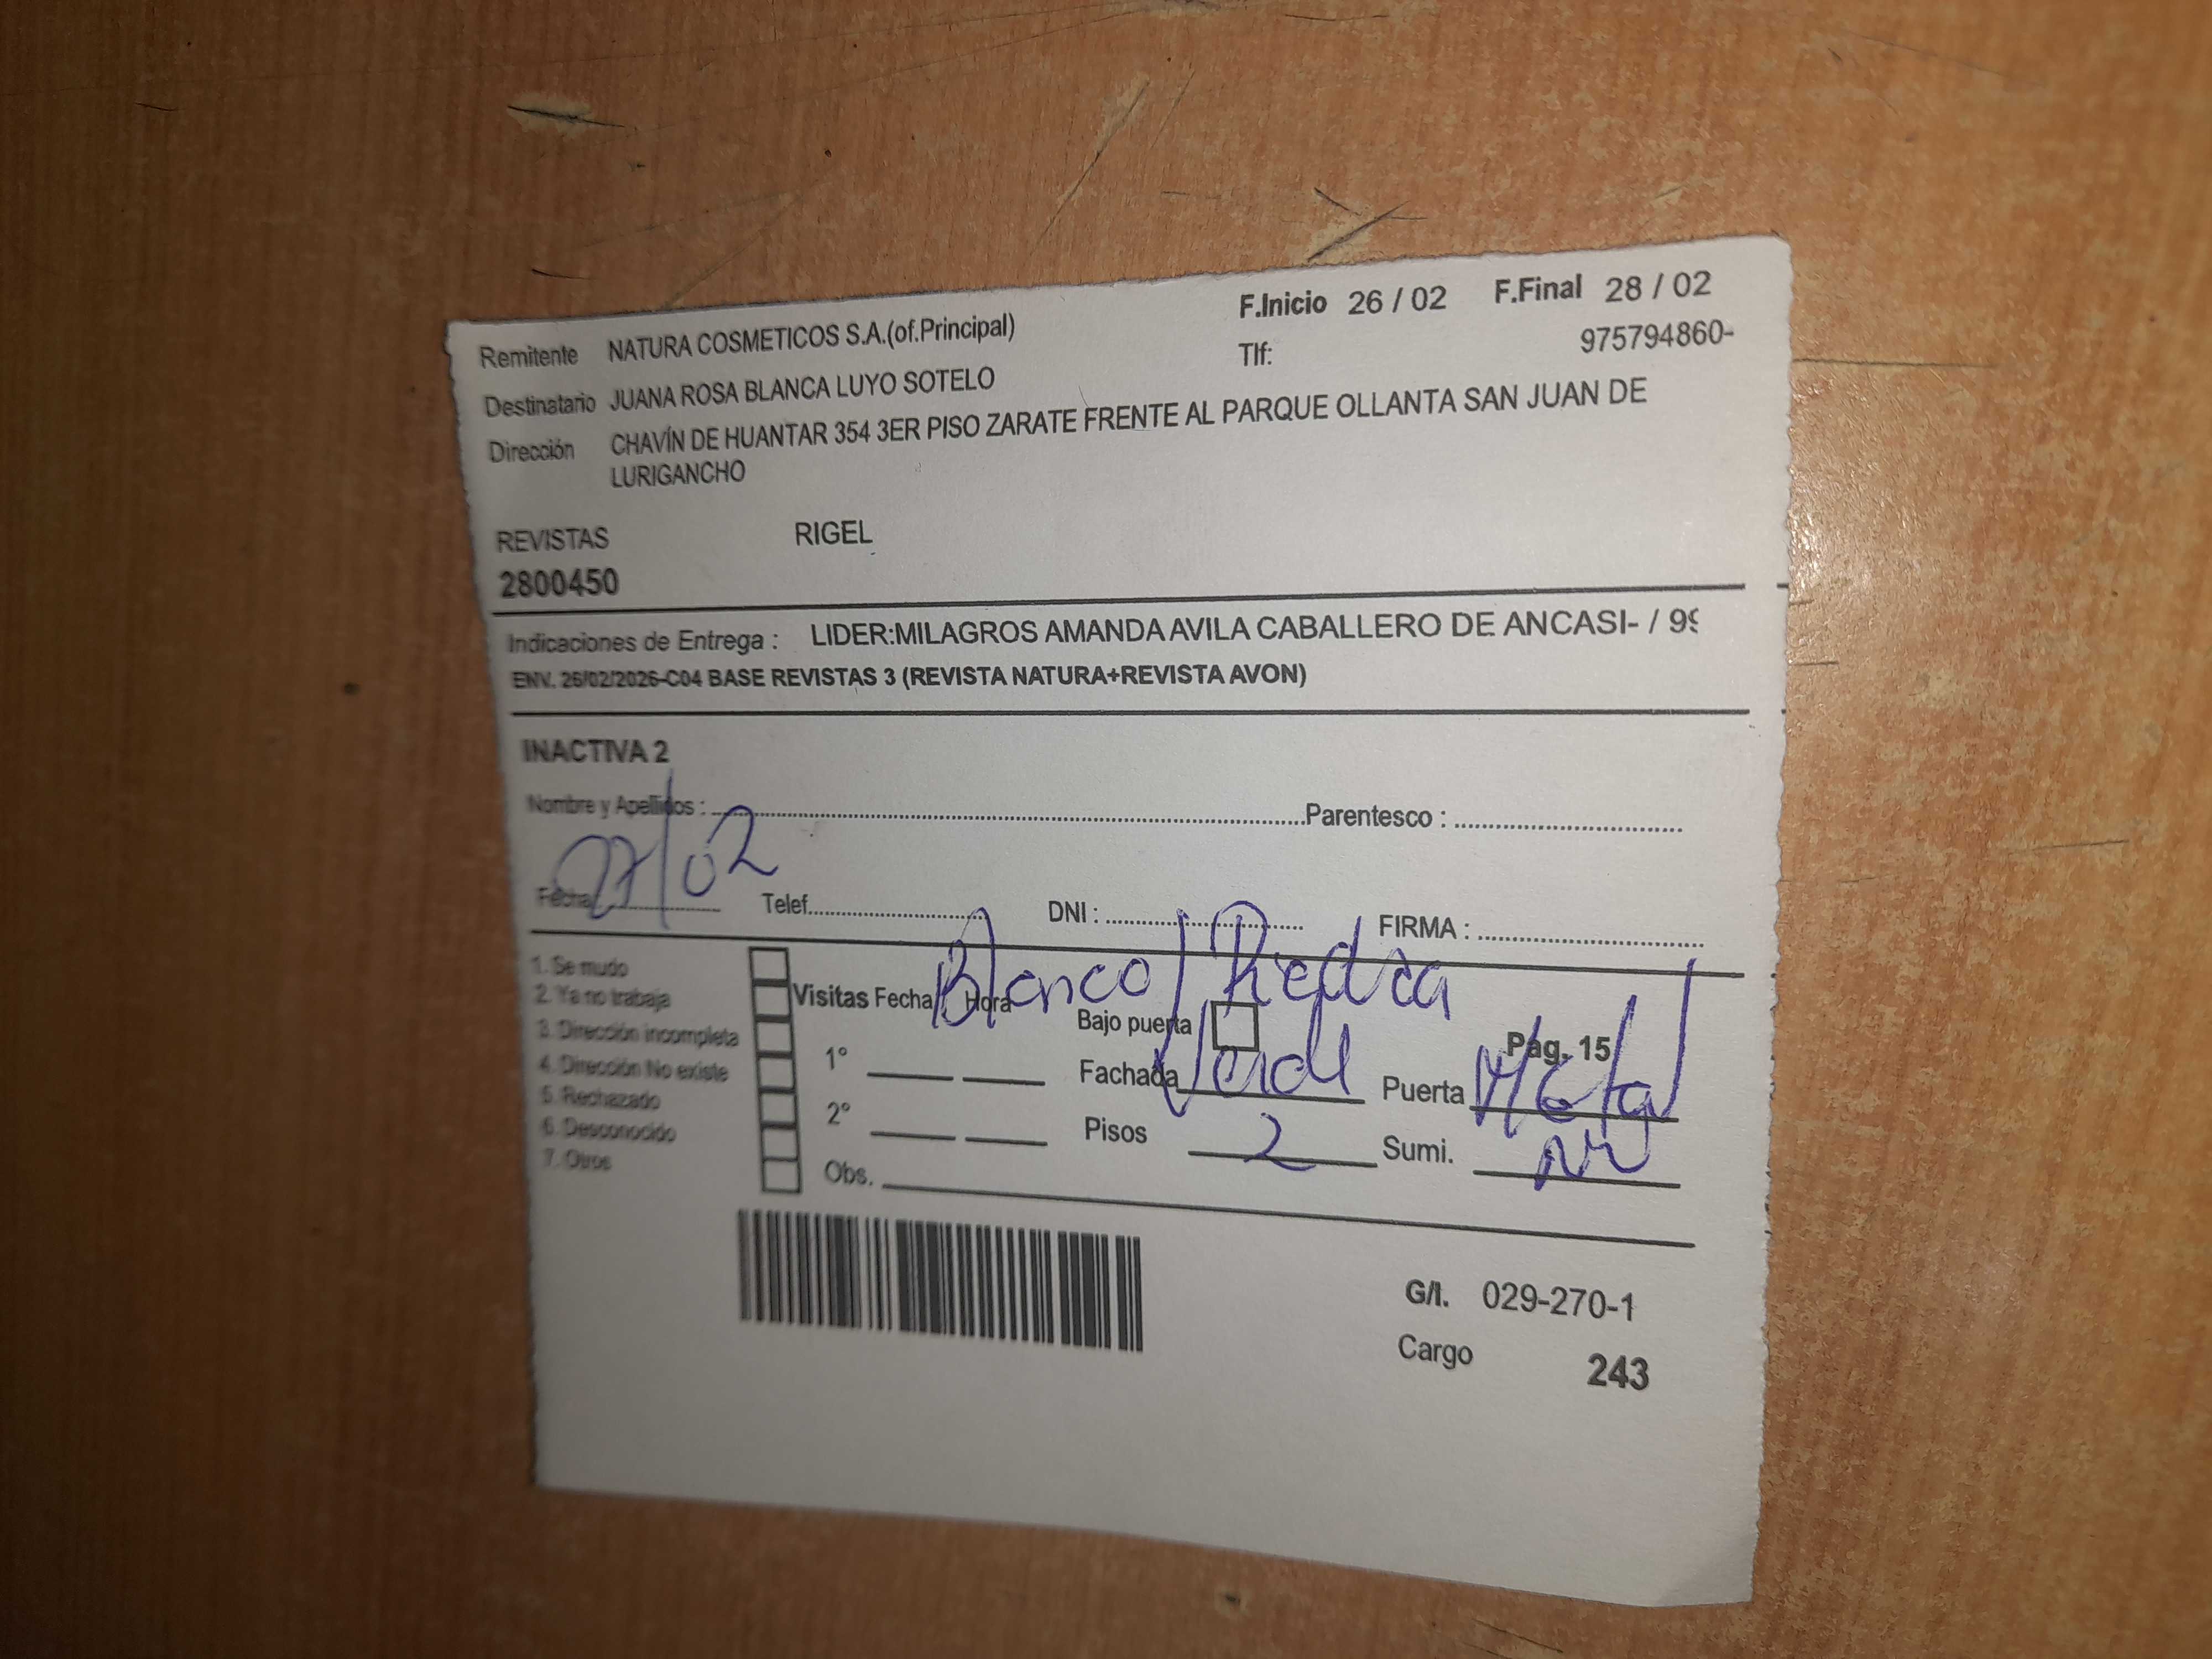 F.Inicio 26 / 02 F.Final 28 / 02
Remitente NATURA COSMETICOS S.A.(of.Principal) Tlf: 975794860-
Destinatario JUANA ROSA BLANCA LUYO SOTELO
Dirección CHAVÍN DE HUANTAR 354 3ER PISO ZARATE FRENTE AL PARQUE OLLANTA SAN JUAN DE
LURIGANCHO
REVISTAS RIGEL
2800450
Indicaciones de Entrega : LIDER:MILAGROS AMANDA AVILA CABALLERO DE ANCASI- / 99
ENV. 26/02/2026-C04 BASE REVISTAS 3 (REVISTA NATURA+REVISTA AVON)
INACTIVA 2
Nombre y Apellidos : Parentesco :
Fecha 27/02 Telef. DNI : FIRMA :
Blanco / Piedra
1. Se mudo
2. Ya no trabaja Visitas Fecha Hora Bajo puerta Pág. 15
3. Dirección incompleta 1° Fachada Verde Puerta Metal
4. Dirección No existe
5. Rechazado 2° Pisos 2 Sumi.
6. Desconocido
7. Otros Obs.
G/I. 029-270-1
Cargo 243